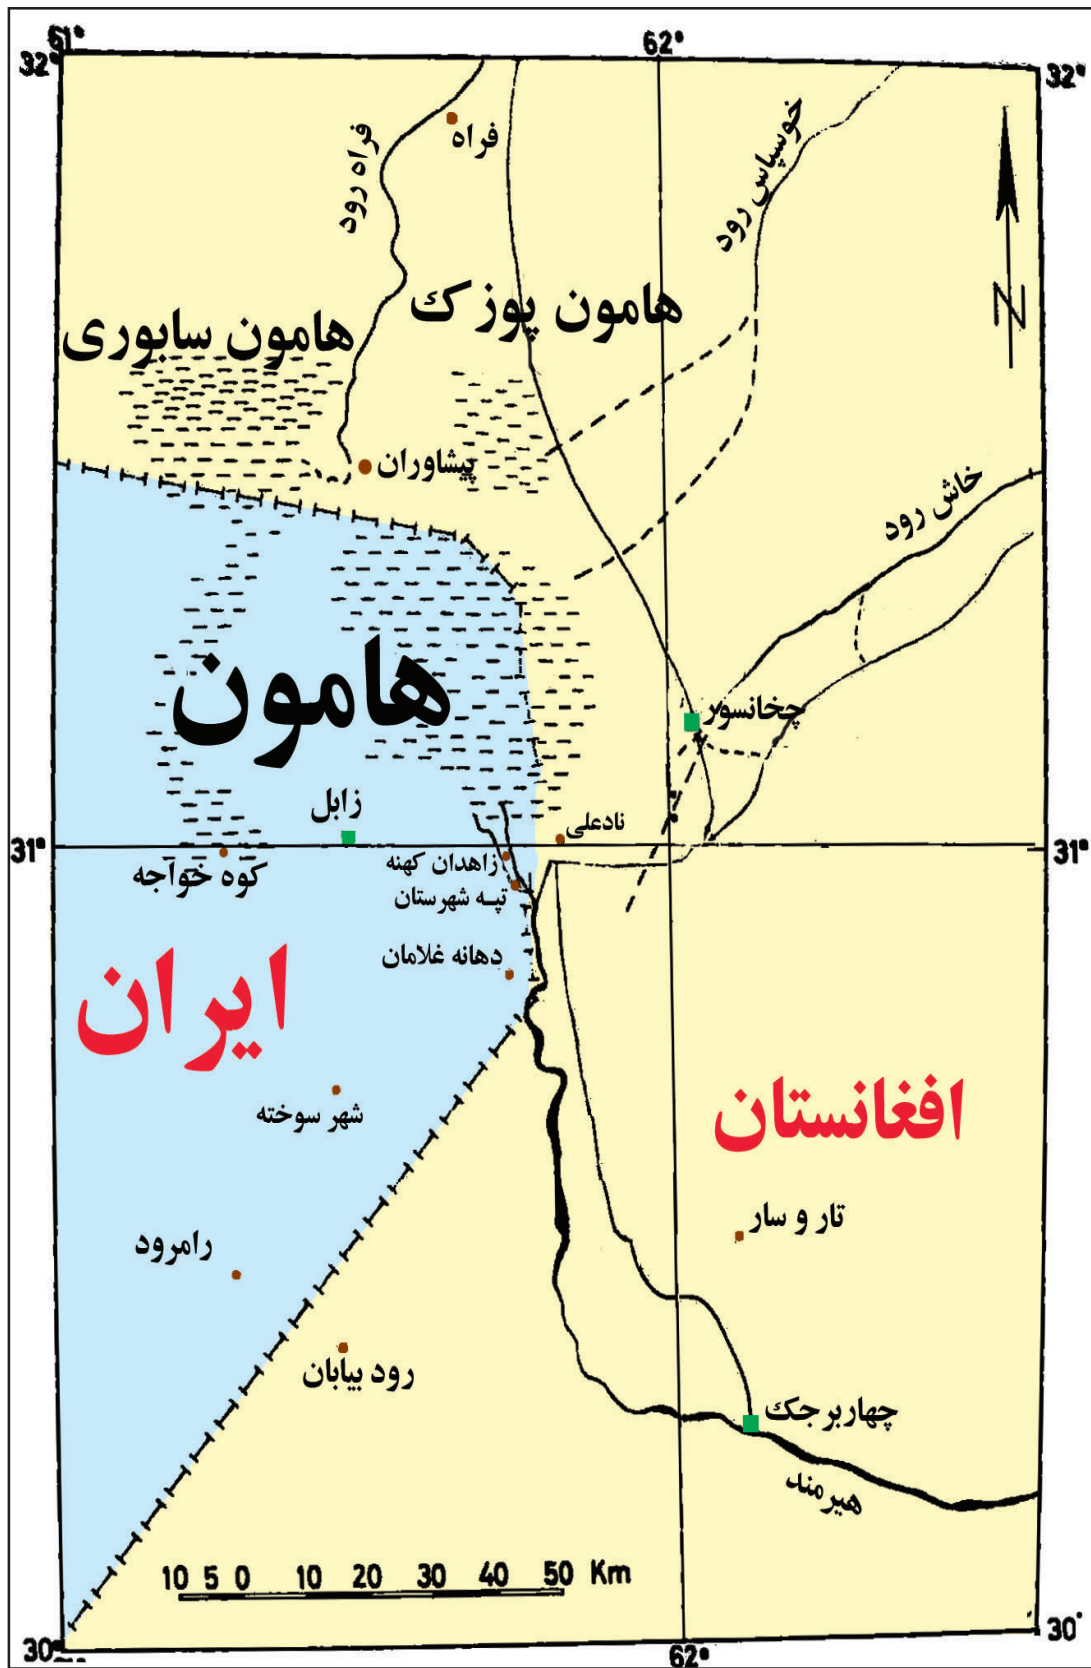 61° 62°
32° 32°
فراه
فراه رود
خوسپاس رود
N
هامون پوزک
هامون سابوری
پیشاوران
خاش رود
هامون
چخانسور
زابل
نادعلی
31° 31°
زاهدان کهنه
کوه خواجه
تپه شهرستان
دهانه غلامان
ایران
افغانستان
شهر سوخته
تار و سار
رامرود
رود بیابان
چهاربرجک
هیرمند
10 5 0 10 20 30 40 50 Km
30° 30°
62°